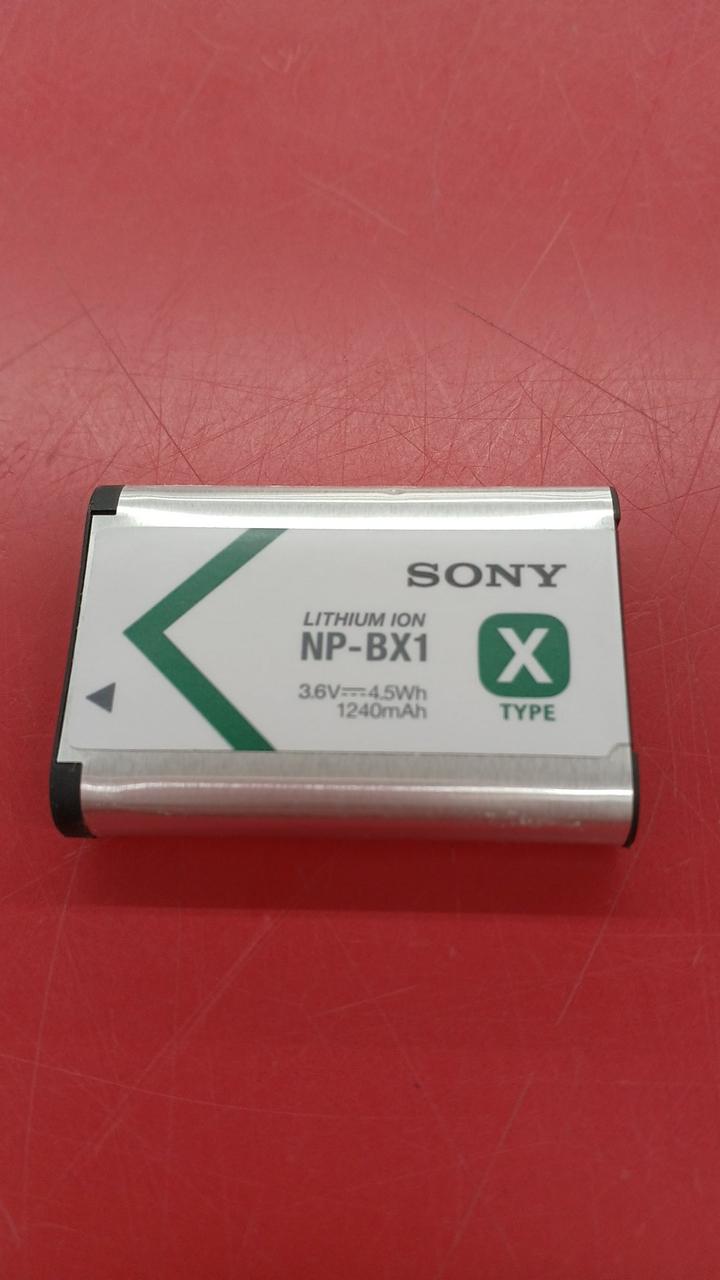 SONY
LITHIUM ION
NP-BX1
3.6V⎓4.5Wh
1240mAh
X
TYPE